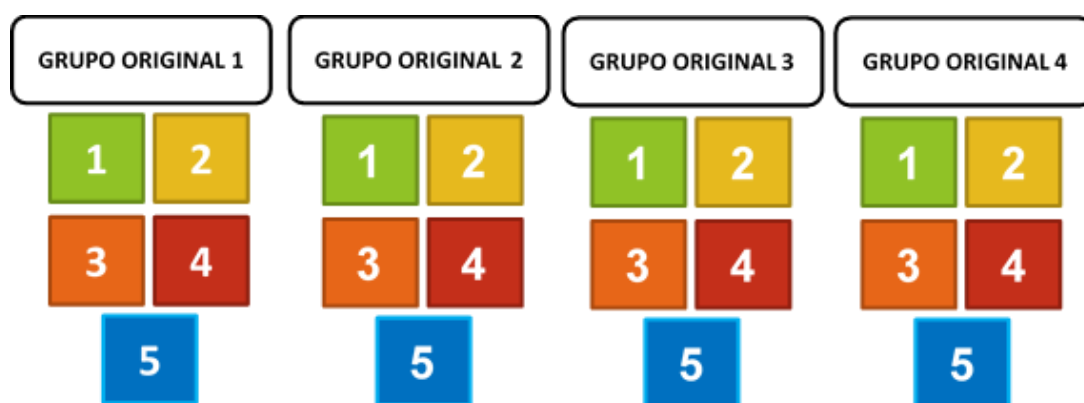 GRUPO ORIGINAL 1 GRUPO ORIGINAL 2 GRUPO ORIGINAL 3 GRUPO ORIGINAL 4
1 2 1 2 1 2 1 2
3 4 3 4 3 4 3 4
5 5 5 5